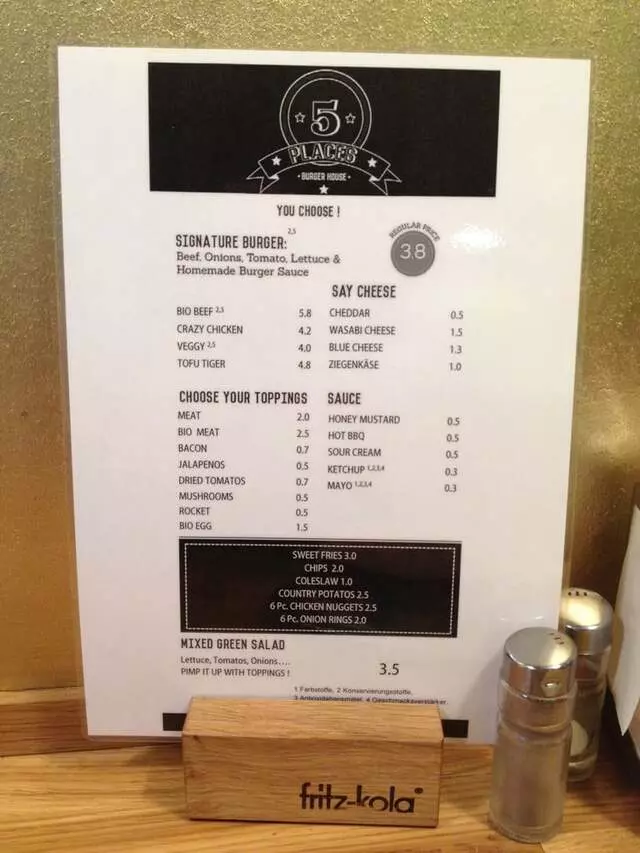 5
PLACES
• BURGER HOUSE •
YOU CHOOSE !
SIGNATURE BURGER: 2,5
Beef, Onions, Tomato, Lettuce &
Homemade Burger Sauce
REGULAR PRICE
3.8
BIO BEEF 2,5 5.8
CRAZY CHICKEN 4.2
VEGGY 2,5 4.0
TOFU TIGER 4.8
SAY CHEESE
CHEDDAR 0.5
WASABI CHEESE 1.5
BLUE CHEESE 1.3
ZIEGENKÄSE 1.0
CHOOSE YOUR TOPPINGS
MEAT 2.0
BIO MEAT 2.5
BACON 0.7
JALAPENOS 0.5
DRIED TOMATOS 0.7
MUSHROOMS 0.5
ROCKET 0.5
BIO EGG 1.5
SAUCE
HONEY MUSTARD 0.5
HOT BBQ 0.5
SOUR CREAM 0.5
KETCHUP 1,2,3,4 0.3
MAYO 1,2,3,4 0.3
SWEET FRIES 3.0
CHIPS 2.0
COLESLAW 1.0
COUNTRY POTATOS 2.5
6 Pc. CHICKEN NUGGETS 2.5
6 Pc. ONION RINGS 2.0
MIXED GREEN SALAD
Lettuce, Tomatos, Onions....
PIMP IT UP WITH TOPPINGS ! 3.5
1 Farbstoffe, 2 Konservierungsstoffe,
3 Antioxidationsmittel, 4 Geschmacksverstärker,
fritz-kola®